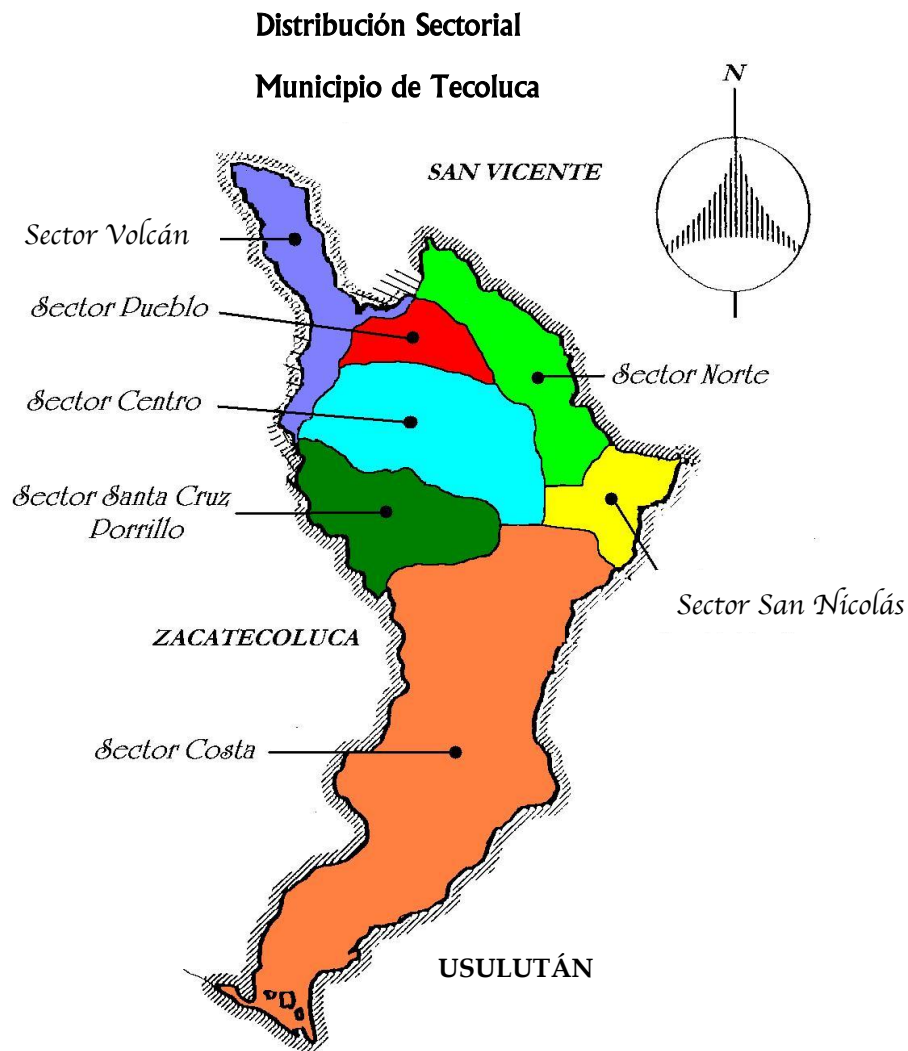 Distribución Sectorial
Municipio de Tecoluca
N
SAN VICENTE
Sector Volcán
Sector Pueblo
Sector Norte
Sector Centro
Sector Santa Cruz
Porrillo
Sector San Nicolás
ZACATECOLUCA
Sector Costa
USULUTÁN